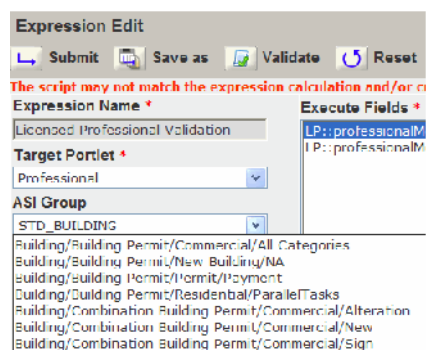 Expression Edit
Submit Save as Validate Reset
The script may not match the expression calculation and/or
Expression Name *
Execute Fields *
Licensed Professional Validation
LP::professionalM
LP::professionalM
Target Portlet *
Professional
ASI Group
STD_BUILDING
Building/Building Permit/Commercial/All Categories
Building/Building Permit/New Building/NA
Building/Building Permit/Permit/Payment
Building/Building Permit/Residential/ParallelTasks
Building/Combination Building Permit/Commercial/Alteration
Building/Combination Building Permit/Commercial/New
Building/Combination Building Permit/Commercial/Sign